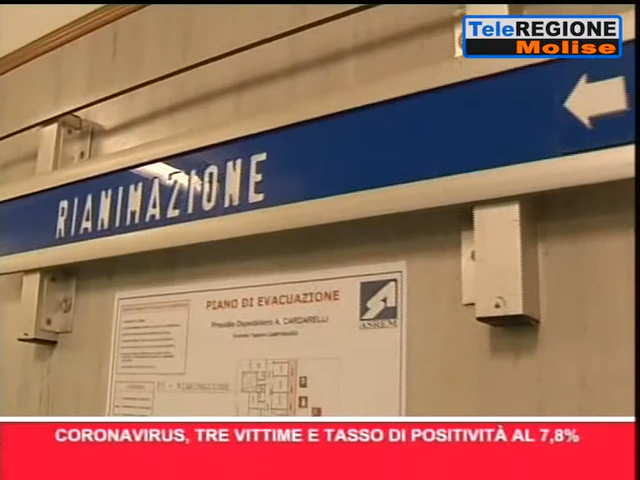 TeleREGIONE
Molise
RIANIMAZIONE
PIANO DI EVACUAZIONE
Presidio Ospedaliero A. CARDARELLI
ASREM
CORONAVIRUS, TRE VITTIME E TASSO DI POSITIVITÀ AL 7,8%